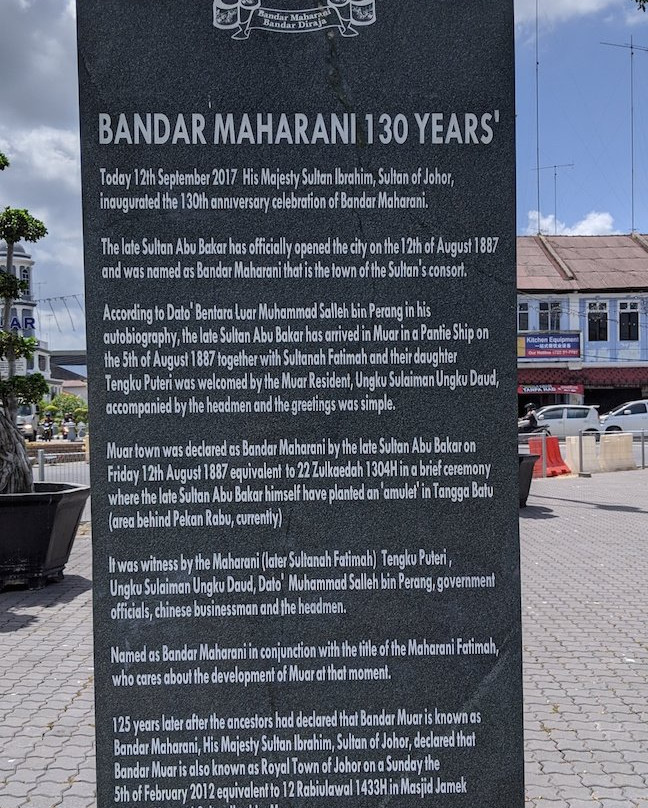 Bandar Maharani
Bandar Diraja
BANDAR MAHARANI 130 YEARS'
Today 12th September 2017 His Majesty Sultan Ibrahim, Sultan of Johor,
inaugurated the 130th anniversary celebration of Bandar Maharani.
The late Sultan Abu Bakar has officially opened the city on the 12th of August 1887
and was named as Bandar Maharani that is the town of the Sultan's consort.
According to Dato' Bentara Luar Muhammad Salleh bin Perang in his
autobiography, the late Sultan Abu Bakar has arrived in Muar in a Pantie Ship on
the 5th of August 1887 together with Sultanah Fatimah and their daughter
Tengku Puteri was welcomed by the Muar Resident, Ungku Sulaiman Ungku Daud,
accompanied by the headmen and the greetings was simple.
Muar town was declared as Bandar Maharani by the late Sultan Abu Bakar on
Friday 12th August 1887 equivalent to 22 Zulkaedah 1304H in a brief ceremony
where the late Sultan Abu Bakar himself have planted an 'amulet' in Tangga Batu
(area behind Pekan Rabu, currently)
It was witness by the Maharani (later Sultanah Fatimah) Tengku Puteri ,
Ungku Sulaiman Ungku Daud, Dato' Muhammad Salleh bin Perang, government
officials, chinese businessman and the headmen.
Named as Bandar Maharani in conjunction with the title of the Maharani Fatimah,
who cares about the development of Muar at that moment.
125 years later after the ancestors had declared that Bandar Muar is known as
Bandar Maharani, His Majesty Sultan Ibrahim, Sultan of Johor, declared that
Bandar Muar is also known as Royal Town of Johor on a Sunday the
5th of February 2012 equivalent to 12 Rabiulawal 1433H in Masjid Jamek
UAR
Kitchen Equipment